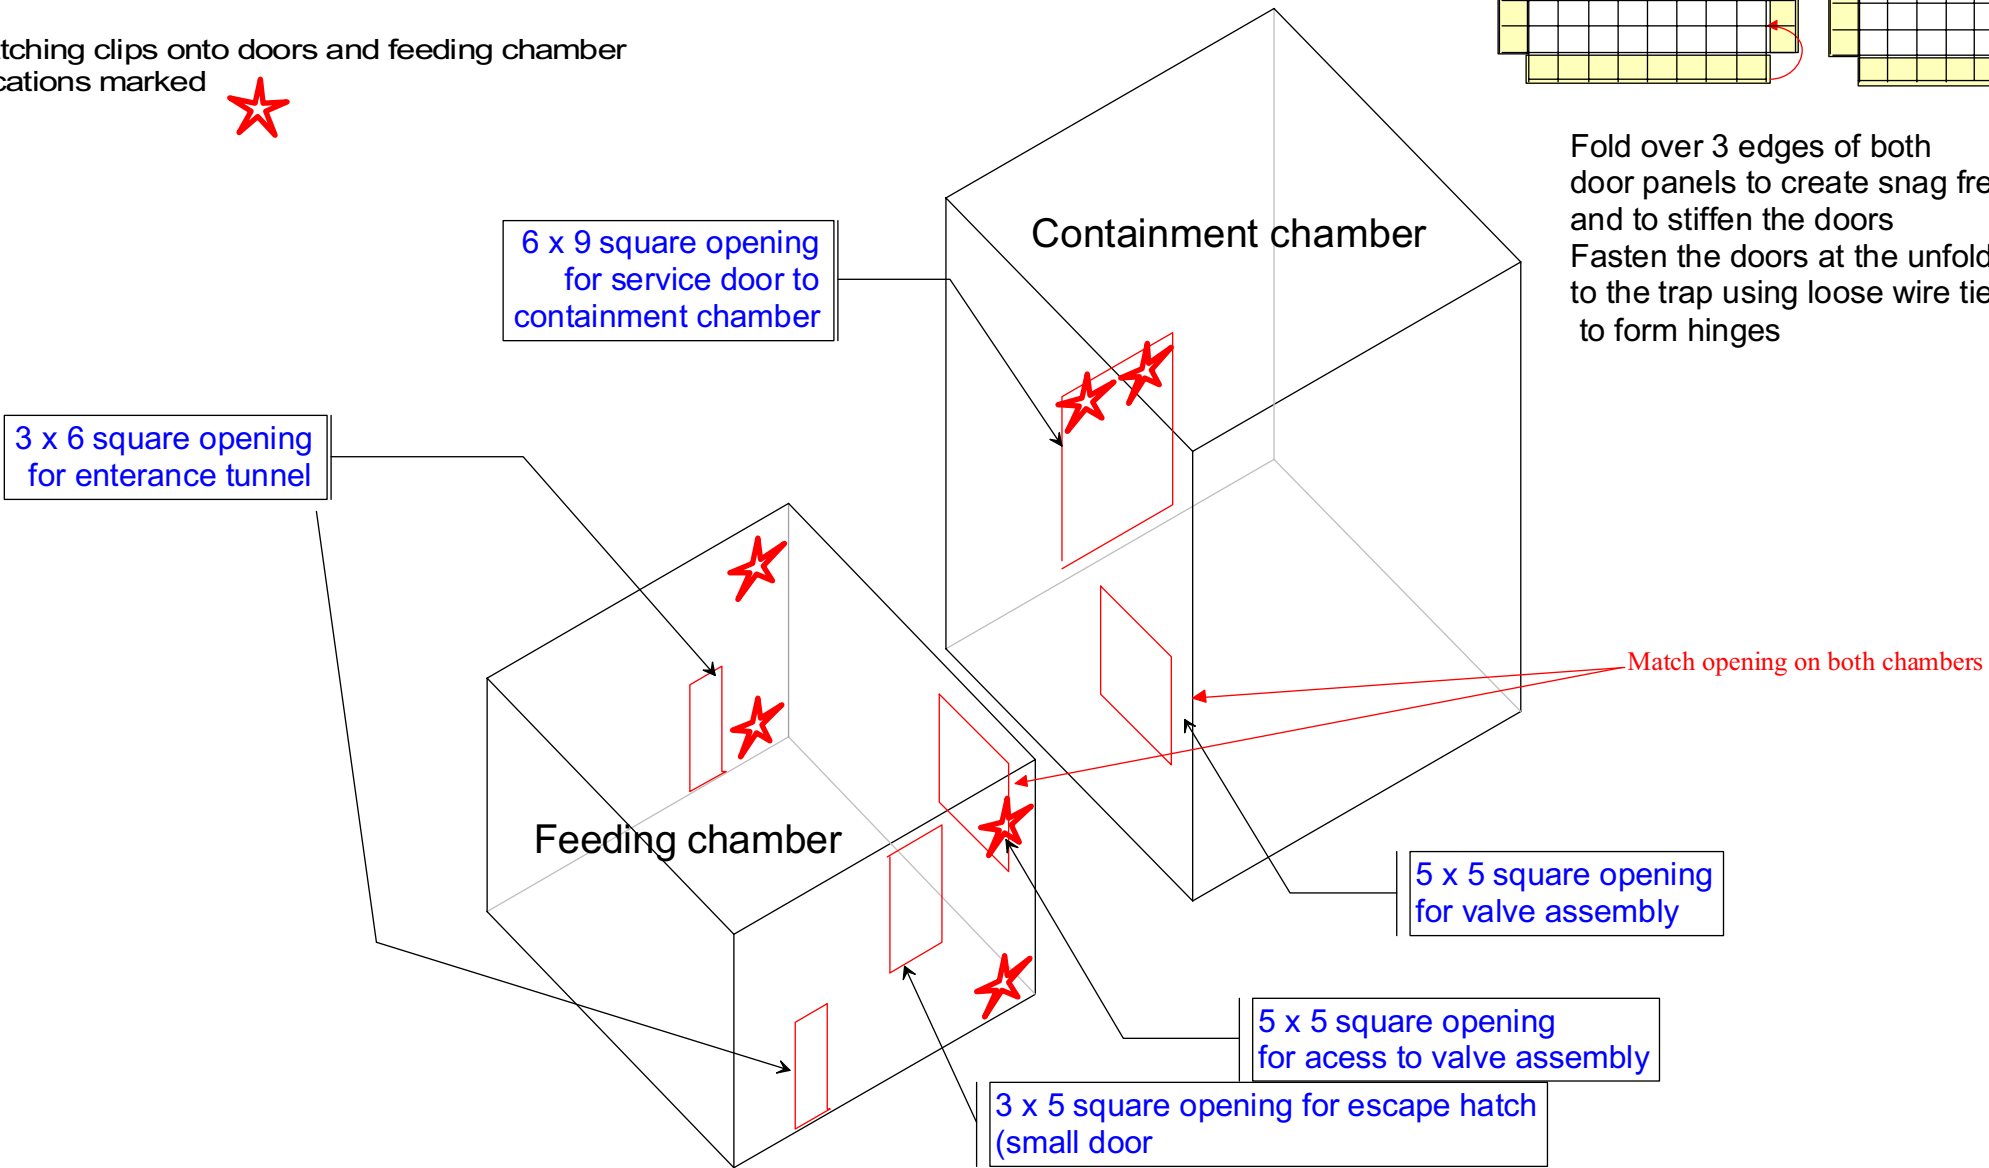 tching clips onto doors and feeding chamber
cations marked
Fold over 3 edges of both
door panels to create snag fre
and to stiffen the doors
Fasten the doors at the unfold
to the trap using loose wire tie
to form hinges
Containment chamber
6 x 9 square opening
for service door to
containment chamber
3 x 6 square opening
for enterance tunnel
Match opening on both chambers
Feeding chamber
5 x 5 square opening
for valve assembly
5 x 5 square opening
for acess to valve assembly
3 x 5 square opening for escape hatch
(small door